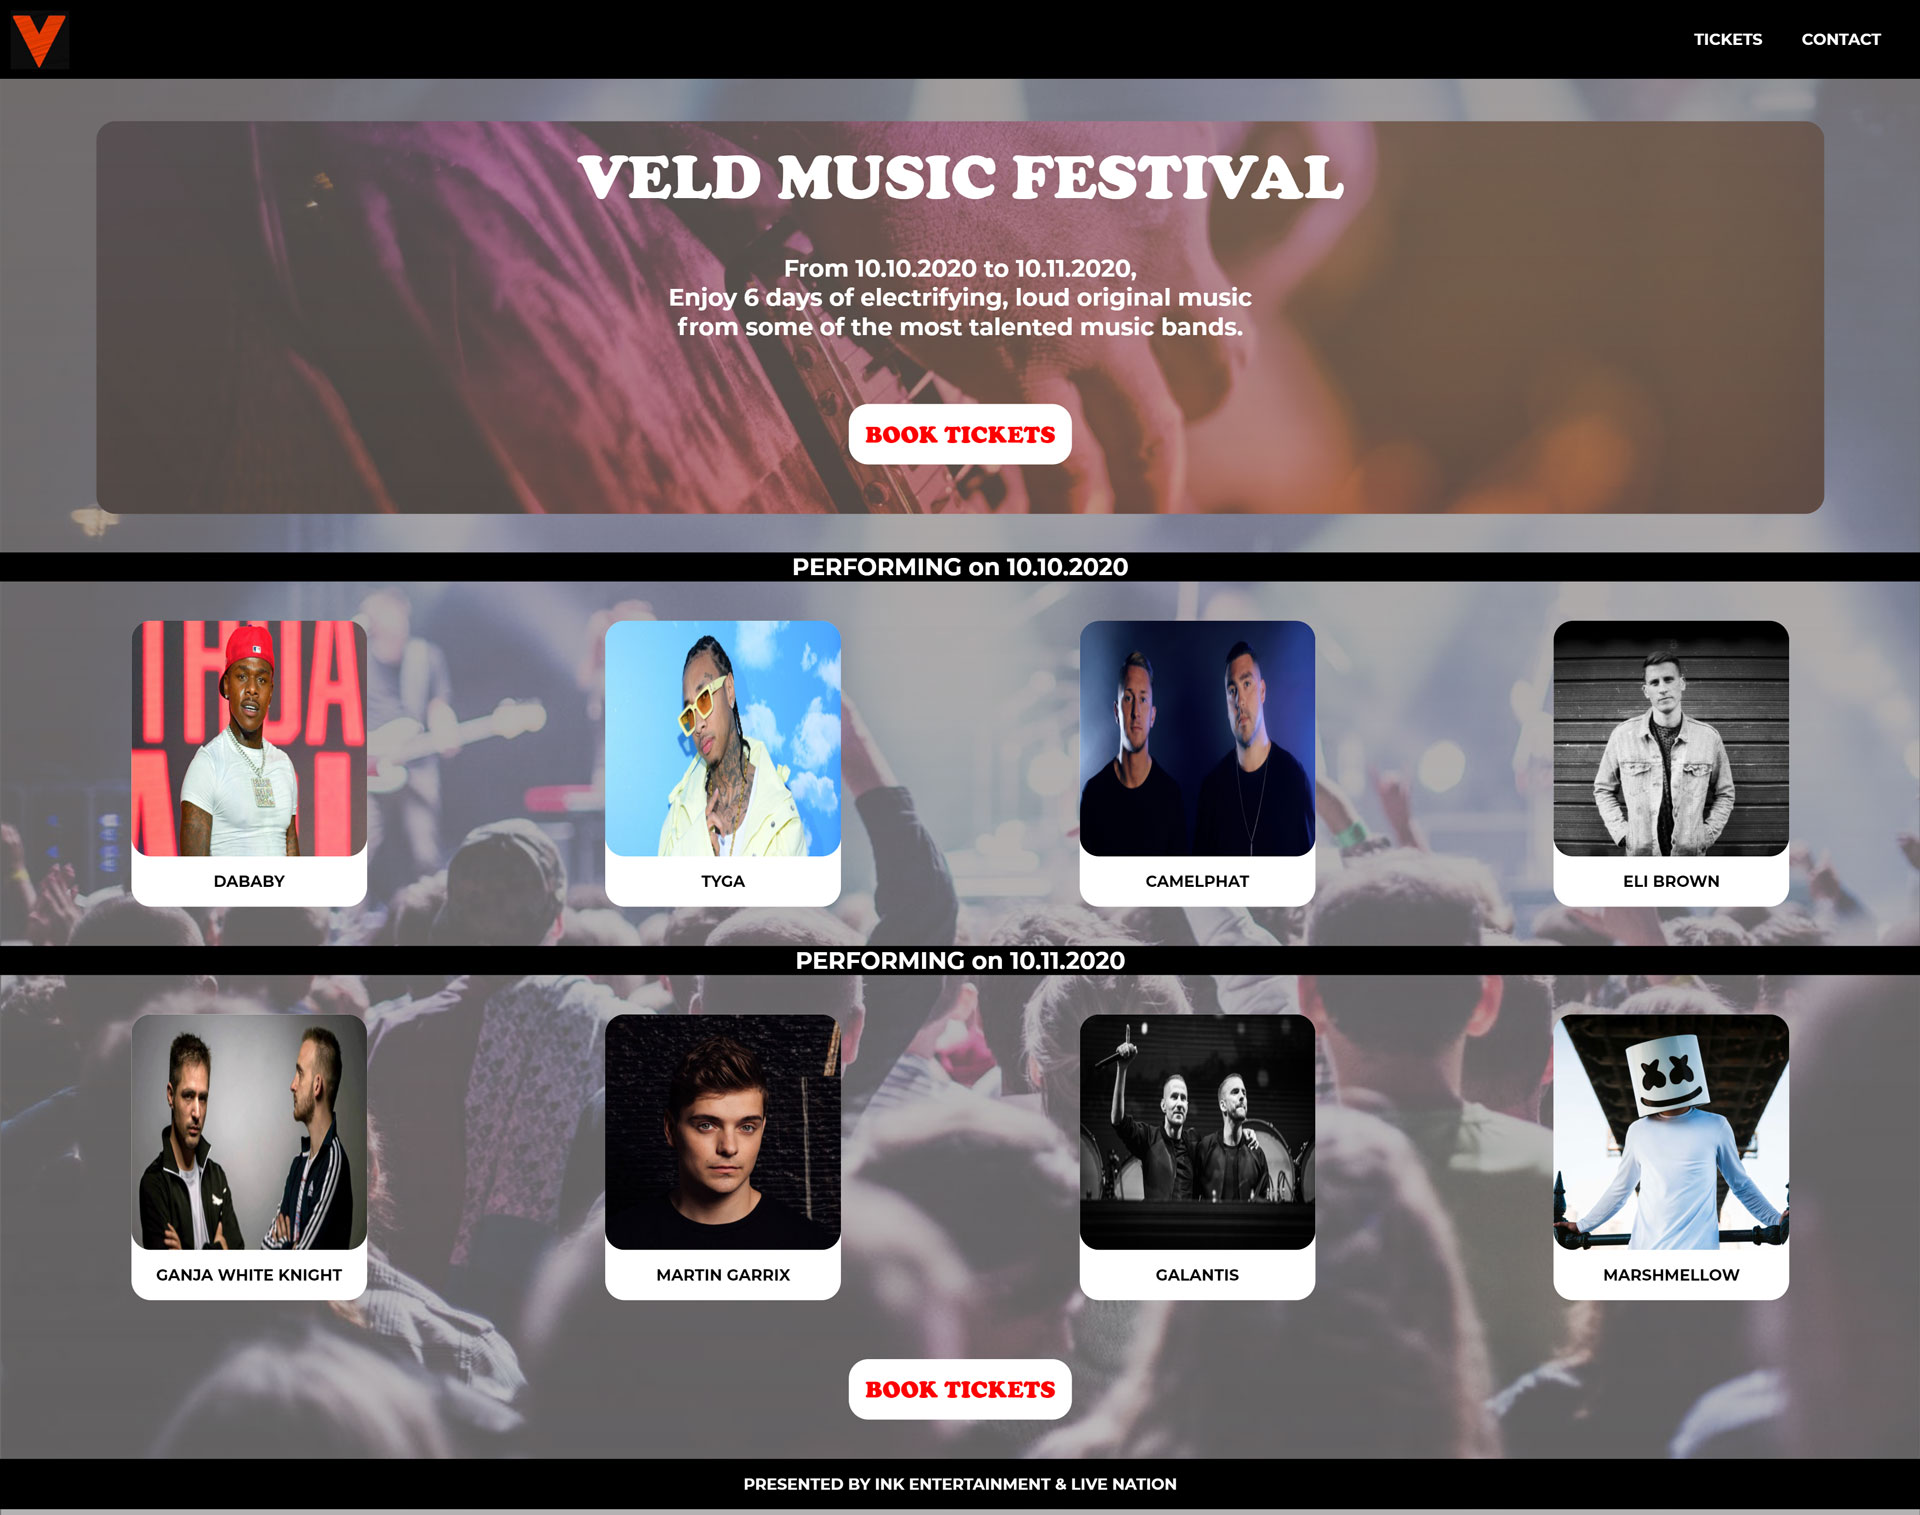 V
TICKETS CONTACT
VELD MUSIC FESTIVAL
From 10.10.2020 to 10.11.2020,
Enjoy 6 days of electrifying, loud original music
from some of the most talented music bands.
BOOK TICKETS
PERFORMING on 10.10.2020
DABABY
TYGA
CAMELPHAT
ELI BROWN
PERFORMING on 10.11.2020
GANJA WHITE KNIGHT
MARTIN GARRIX
GALANTIS
MARSHMELLOW
BOOK TICKETS
PRESENTED BY INK ENTERTAINMENT & LIVE NATION